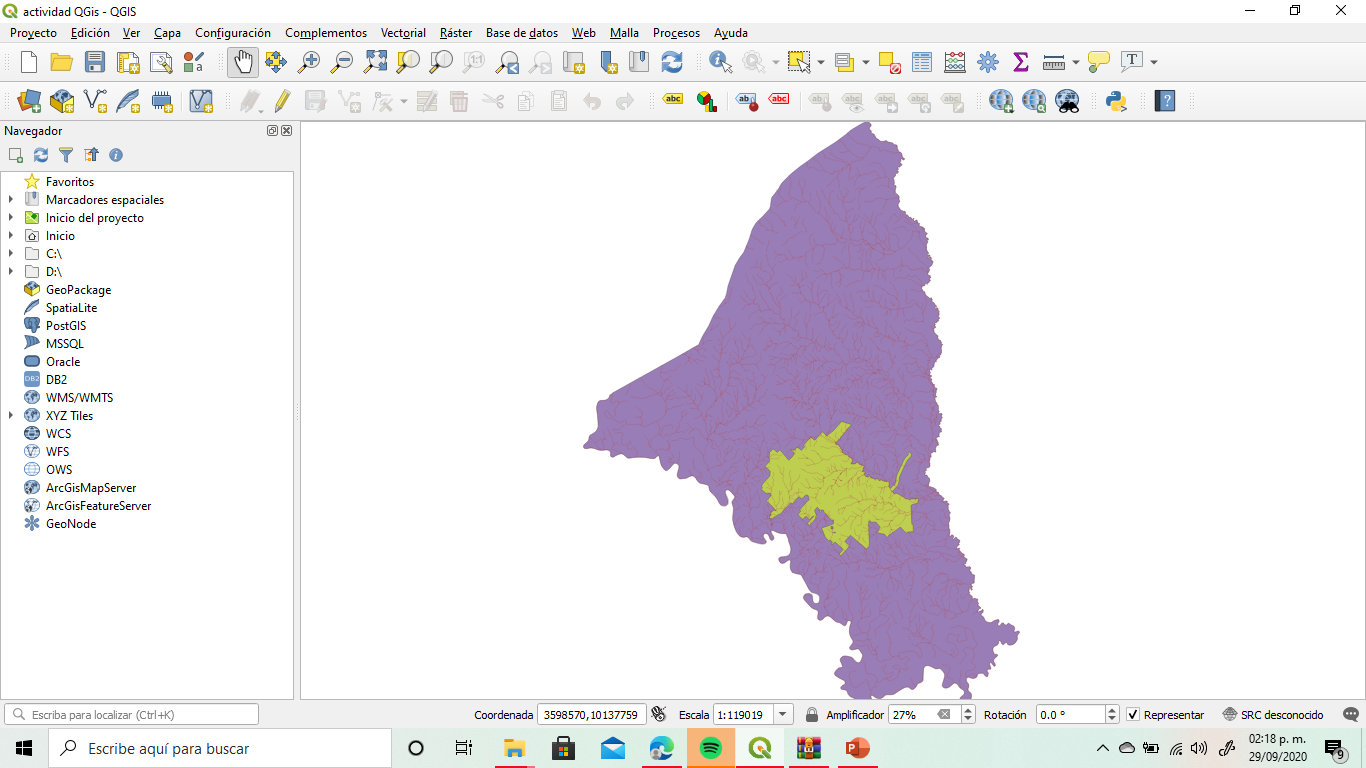 actividad QGis - QGIS
Proyecto Edición Ver Capa Configuración Complementos Vectorial Ráster Base de datos Web Malla Procesos Ayuda
abc abc abc
Navegador
Favoritos
Marcadores espaciales
Inicio del proyecto
Inicio
C:\
D:\
GeoPackage
SpatiaLite
PostGIS
MSSQL
Oracle
DB2 DB2
WMS/WMTS
XYZ Tiles
WCS
WFS
OWS
ArcGisMapServer
ArcGisFeatureServer
GeoNode
Escriba para localizar (Ctrl+K) Coordenada 3598570,10137759 Escala 1:119019 Amplificador 27% Rotación 0.0 ° Representar SRC desconocido
Escribe aquí para buscar
02:18 p. m.
29/09/2020
9